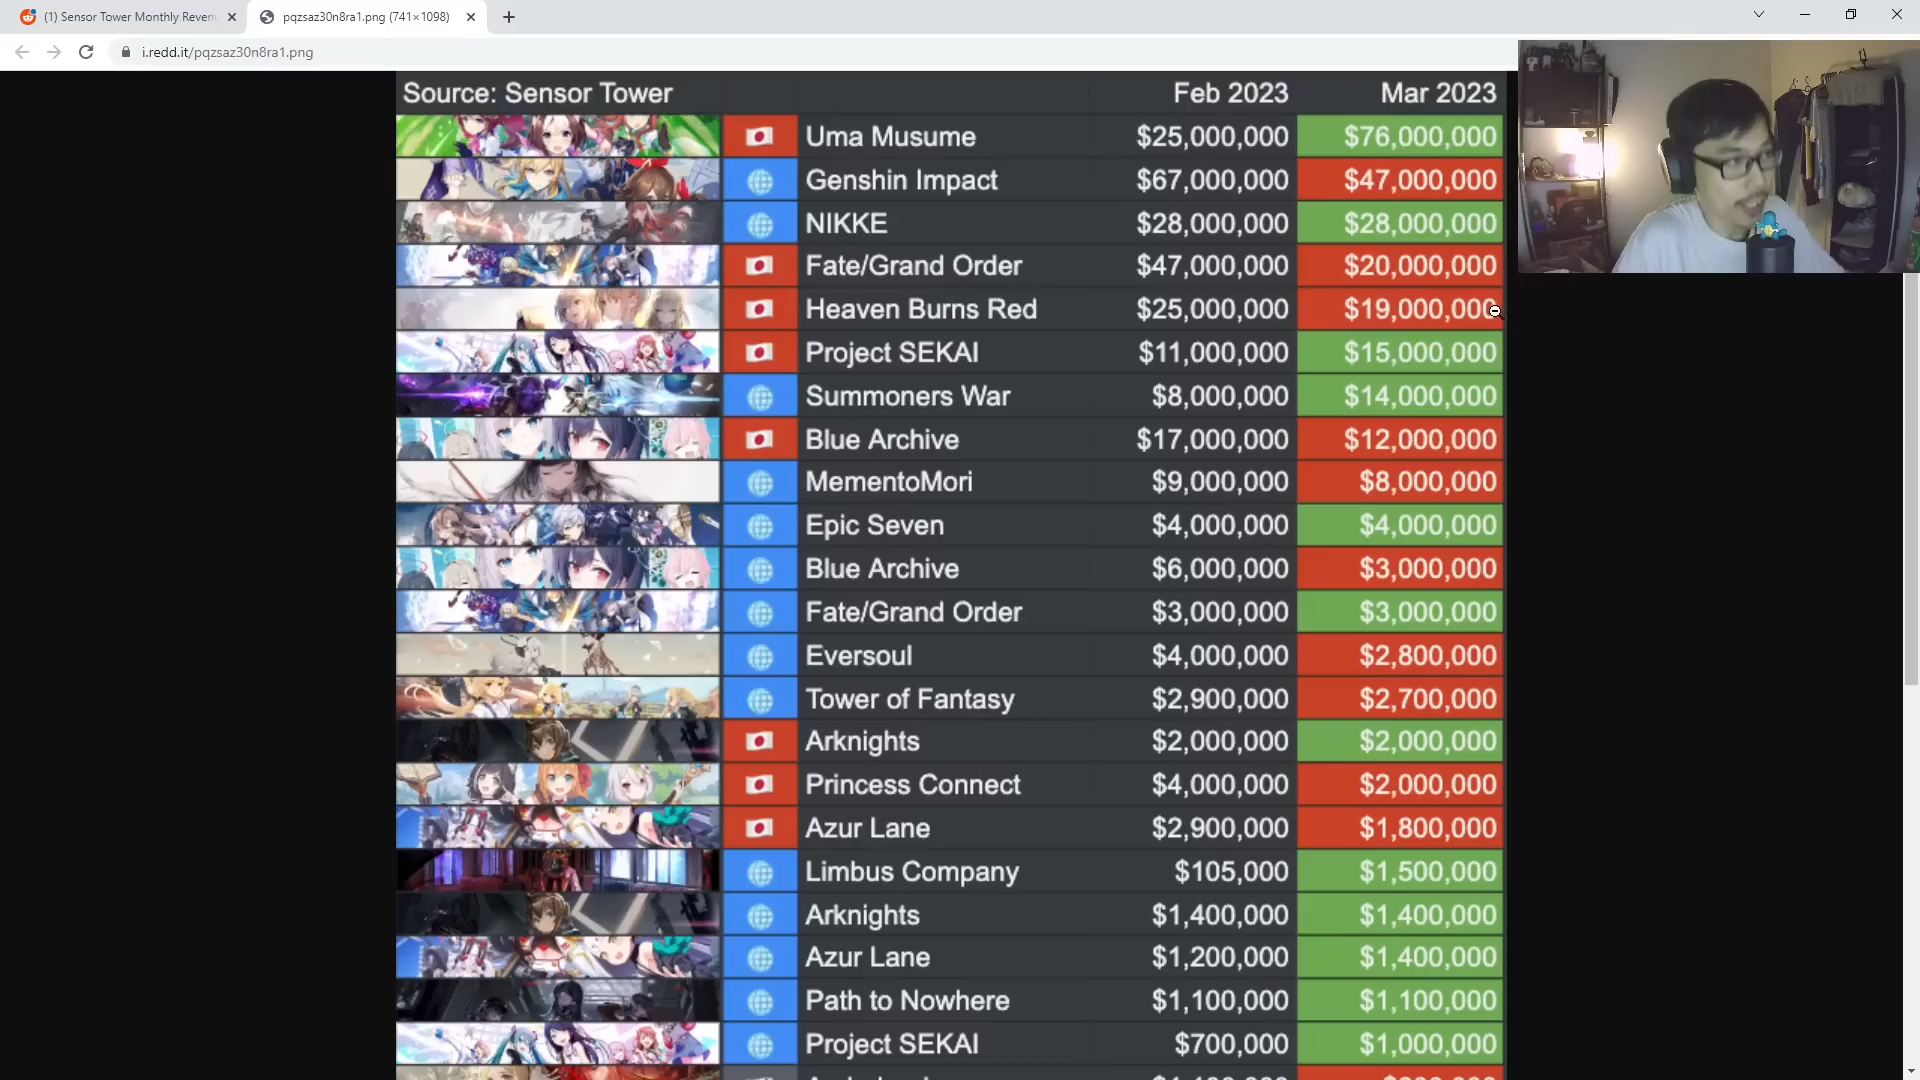 (1) Sensor Tower Monthly Reven
pqzsaz30n8ra1.png (741×1098)
i.redd.it/pqzsaz30n8ra1.png
Source: Sensor Tower Feb 2023 Mar 2023
Uma Musume $25,000,000 $76,000,000
Genshin Impact $67,000,000 $47,000,000
NIKKE $28,000,000 $28,000,000
Fate/Grand Order $47,000,000 $20,000,000
Heaven Burns Red $25,000,000 $19,000,000
Project SEKAI $11,000,000 $15,000,000
Summoners War $8,000,000 $14,000,000
Blue Archive $17,000,000 $12,000,000
MementoMori $9,000,000 $8,000,000
Epic Seven $4,000,000 $4,000,000
Blue Archive $6,000,000 $3,000,000
Fate/Grand Order $3,000,000 $3,000,000
Eversoul $4,000,000 $2,800,000
Tower of Fantasy $2,900,000 $2,700,000
Arknights $2,000,000 $2,000,000
Princess Connect $4,000,000 $2,000,000
Azur Lane $2,900,000 $1,800,000
Limbus Company $105,000 $1,500,000
Arknights $1,400,000 $1,400,000
Azur Lane $1,200,000 $1,400,000
Path to Nowhere $1,100,000 $1,100,000
Project SEKAI $700,000 $1,000,000